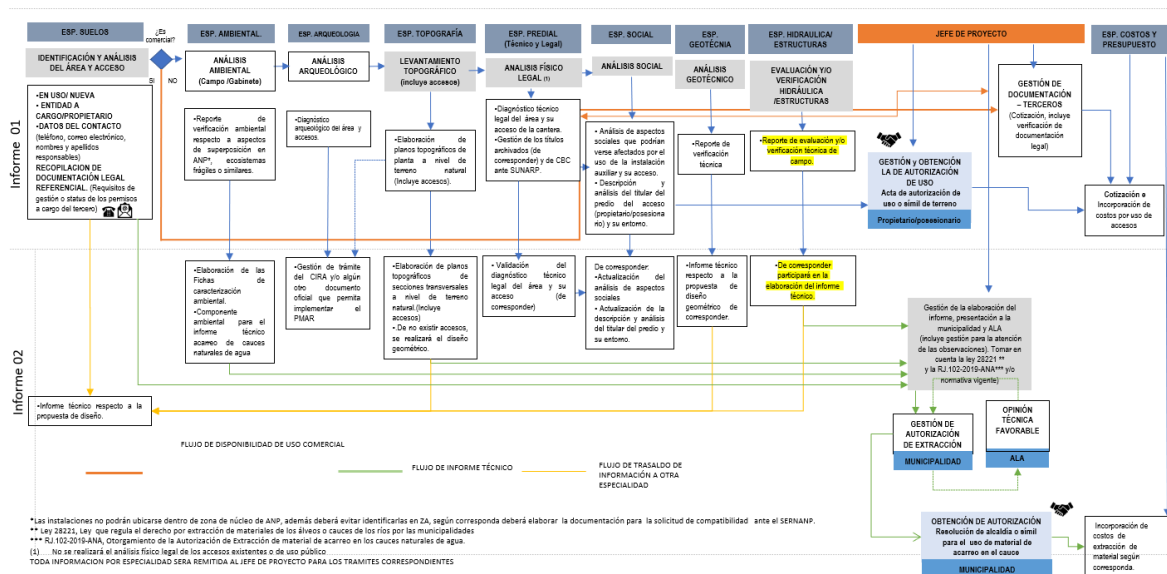 ESP. SUELOS
¿Es
comercial?
ESP. AMBIENTAL.
ESP. ARQUEOLOGIA
ESP. TOPOGRAFÍA
ESP. PREDIAL
(Técnico y Legal)
ESP. SOCIAL
ESP.
GEOTÉCNIA
ESP. HIDRAULICA/
ESTRUCTURAS
JEFE DE PROYECTO
ESP. COSTOS Y
PRESUPUESTO
IDENTIFICACIÓN Y ANÁLISIS
DEL ÁREA Y ACCESO
SI
NO
ANÁLISIS
AMBIENTAL
(Campo /Gabinete)
ANÁLISIS
ARQUEOLÓGICO
LEVANTAMIENTO
TOPOGRÁFICO
(incluye accesos)
ANALISIS FÍSICO
LEGAL (1)
ANÁLISIS SOCIAL
ANÁLISIS
GEOTÉCNICO
EVALUACIÓN Y/O
VERIFICACIÓN
HIDRÁULICA
/ESTRUCTURAS
GESTIÓN DE
DOCUMENTACIÓN
– TERCEROS
(Cotización, incluye
verificación de
documentación
legal)
Informe 01
•EN USO/ NUEVA
• ENTIDAD A
CARGO/PROPIETARIO
•DATOS DEL CONTACTO
(teléfono, correo electrónico,
nombres y apellidos
responsables)
RECOPILACION DE
DOCUMENTACIÓN LEGAL
REFERENCIAL. (Requisitos de
gestión o status de los permisos
a cargo del tercero)
•Reporte de
verificación ambiental
respecto a aspectos
de superposición en
ANP*, ecosistemas
frágiles o similares.
•Diagnóstico
arqueológico del área y
accesos.
•Elaboración de
planos topográficos de
planta a nivel de
terreno natural
(Incluye accesos).
•Diagnóstico técnico
legal del área y su
acceso de la cantera.
•Gestión de los títulos
archivados (de
corresponder) y de CBC
ante SUNARP.
•Análisis de aspectos
sociales que podrían
verse afectados por el
uso de la instalación
auxiliar y su acceso.
• Descripción y
análisis del titular del
predio del acceso
(propietario/posesiona
rio) y su entorno.
•Reporte de
verificación técnica
•Reporte de evaluación y/o
verificación técnica de
campo.
GESTIÓN y OBTENCIÓN
LA DE AUTORIZACIÓN
DE USO
Acta de autorización de
uso o simil de terreno
Propietario/posesionario
Cotización e
Incorporación de
costos por uso de
accesos
Informe 02
•Elaboración de las
Fichas de
caracterización
ambiental.
•Componente
ambiental para el
informe técnico
acarreo de cauces
naturales de agua
•Gestión de trámite
del CIRA y/o algún
otro documento
oficial que permita
implementar el
PMAR
•Elaboración de planos
topográficos de
secciones transversales
a nivel de terreno
natural.(Incluye
accesos)
•De no existir accesos,
se realizará el diseño
geométrico.
•Validación del
diagnóstico técnico
legal del área y su
acceso (de
corresponder)
De corresponder:
•Actualización del
análisis de aspectos
sociales
•Actualización de la
descripción y análisis
del titular del predio y
su entorno.
•Informe técnico
respecto a la
propuesta de
diseño
geométrico de
corresponder.
•De corresponder
participará en la
elaboración del informe
técnico.
Gestión de la elaboración del
informe, presentación a la
municipalidad y ALA
(incluye gestión para la atención
de las observaciones). Tomar en
cuenta la ley 28221 **
y la RJ.102-2019-ANA*** y/o
normativa vigente)
•Informe técnico respecto a la
propuesta de diseño.
GESTIÓN DE
AUTORIZACIÓN
DE EXTRACCIÓN
MUNICIPALIDAD
OPINIÓN
TÉCNICA
FAVORABLE
ALA
FLUJO DE DISPONIBILIDAD DE USO COMERCIAL
FLUJO DE INFORME TÉCNICO
FLUJO DE TRASALDO DE
INFORMACIÓN A OTRA
ESPECIALIDAD
OBTENCIÓN DE AUTORIZACIÓN
Resolución de alcaldía o símil
para el uso de material de
acarreo en el cauce
MUNICIPALIDAD
Incorporación de
costos de
extracción de
material según
corresponda.
*Las instalaciones no podrán ubicarse dentro de zona de núcleo de ANP, además deberá evitar identificarlas en ZA, según corresponda deberá elaborar la documentación para la solicitud de compatibilidad ante el SERNANP.
** Ley 28221, Ley que regula el derecho por extracción de materiales de los álveos o cauces de los ríos por las municipalidades
*** RJ.102-2019-ANA, Otorgamiento de la Autorización de Extracción de material de acarreo en los cauces naturales de agua.
(1) No se realizará el análisis físico legal de los accesos existentes o de uso público
TODA INFORMACION POR ESPECIALIDAD SERA REMITIDA AL JEFE DE PROYECTO PARA LOS TRAMITES CORRESPONDIENTES